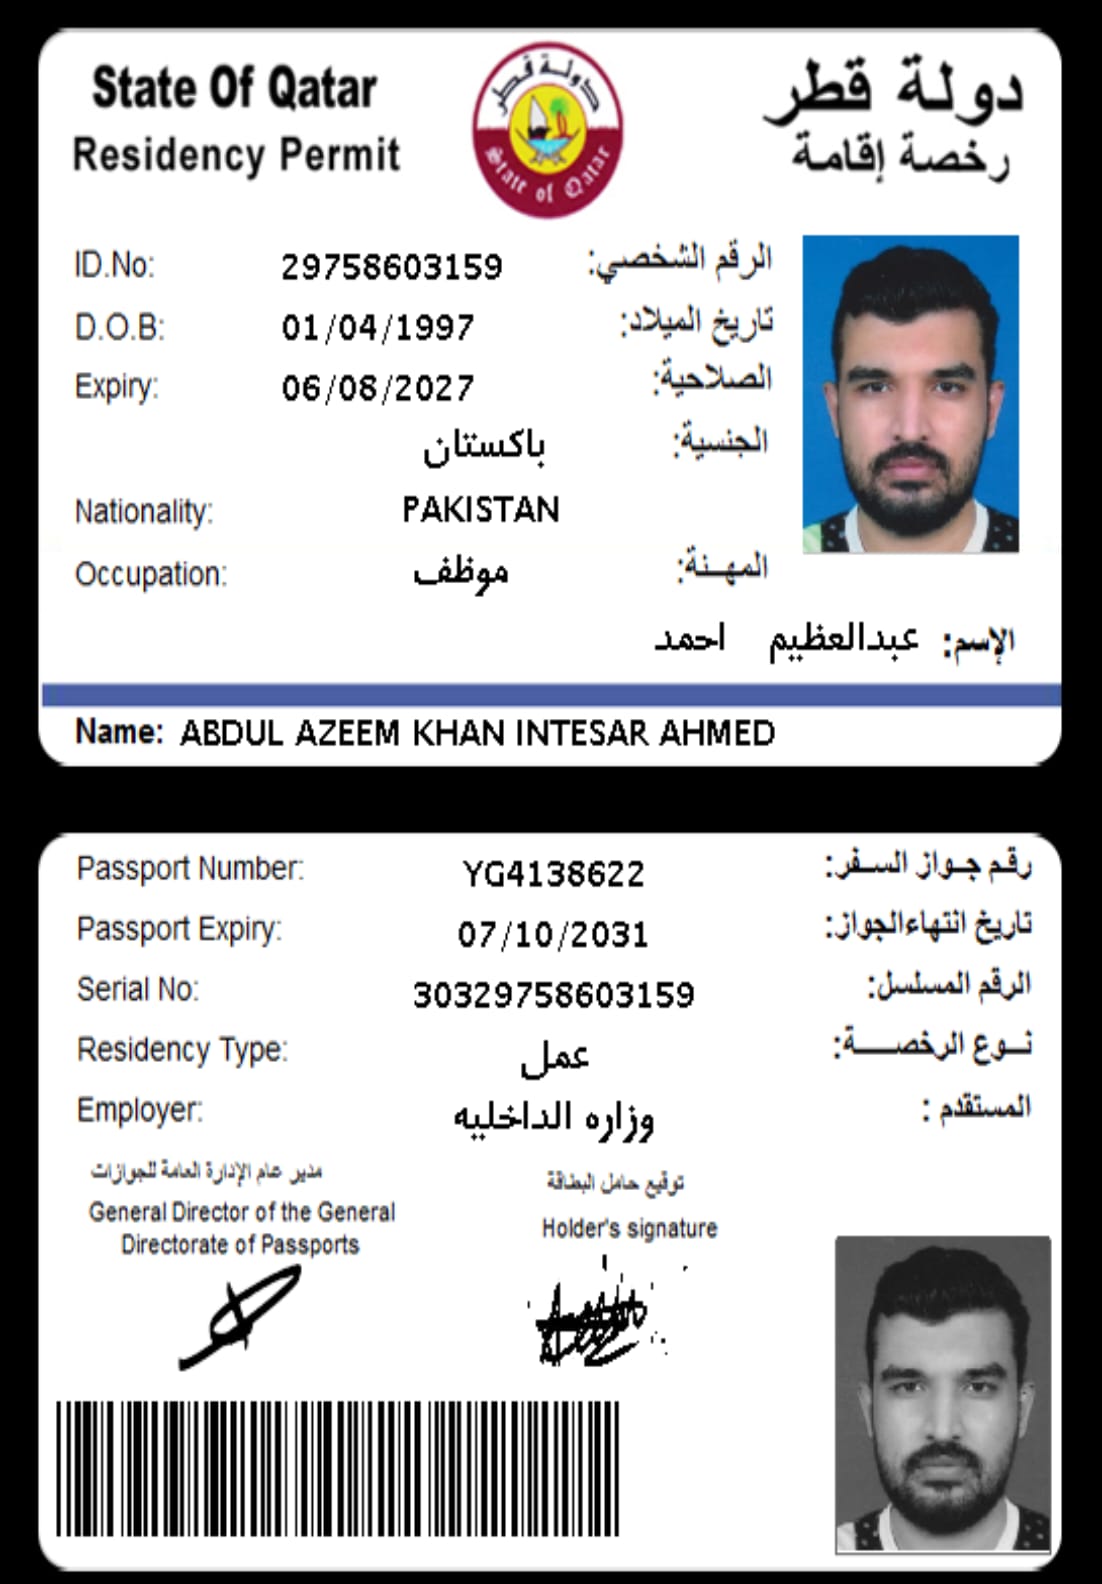 State Of Qatar
دولة قطر
Residency Permit
رخصة إقامة
دولة قطر
State of Qatar
ID.No: 29758603159 الرقم الشخصي:
D.O.B: 01/04/1997 تاريخ الميلاد:
Expiry: 06/08/2027 الصلاحية:
باكستان الجنسية:
Nationality: PAKISTAN
Occupation: موظف المهنة:
الإسم: عبدالعظيم احمد
Name: ABDUL AZEEM KHAN INTESAR AHMED
Passport Number: YG4138622 رقم جواز السفر:
Passport Expiry: 07/10/2031 تاريخ انتهاءالجواز:
Serial No: 30329758603159 الرقم المسلسل:
Residency Type: عمل نوع الرخصة:
Employer: وزاره الداخليه المستقدم :
مدير عام الإدارة العامة للجوازات
General Director of the General
Directorate of Passports
توقيع حامل البطاقة
Holder's signature